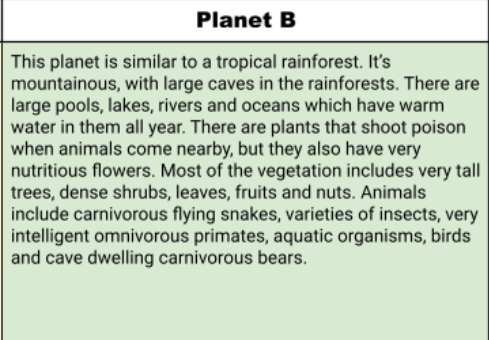 Planet B
This planet is similar to a tropical rainforest. It's
mountainous, with large caves in the rainforests. There are
large pools, lakes, rivers and oceans which have warm
water in them all year. There are plants that shoot poison
when animals come nearby, but they also have very
nutritious flowers. Most of the vegetation includes very tall
trees, dense shrubs, leaves, fruits and nuts. Animals
include carnivorous flying snakes, varieties of insects, very
intelligent omnivorous primates, aquatic organisms, birds
and cave dwelling carnivorous bears.